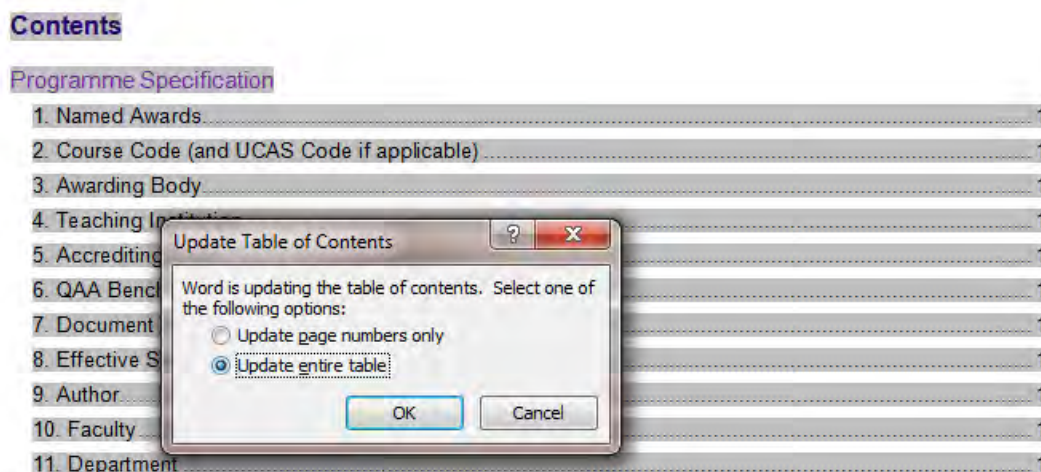 Contents
Programme Specification
1. Named Awards 1
2. Course Code (and UCAS Code if applicable) 1
3. Awarding Body 1
4. Teaching
5. Accrediting
6. QAA
7. Document
8. Effective
9. Author
10. Faculty
11. Department
Update Table of Contents
?
X
Word is updating the table of contents. Select one of
the following options:
Update page numbers only
Update entire table
OK
Cancel